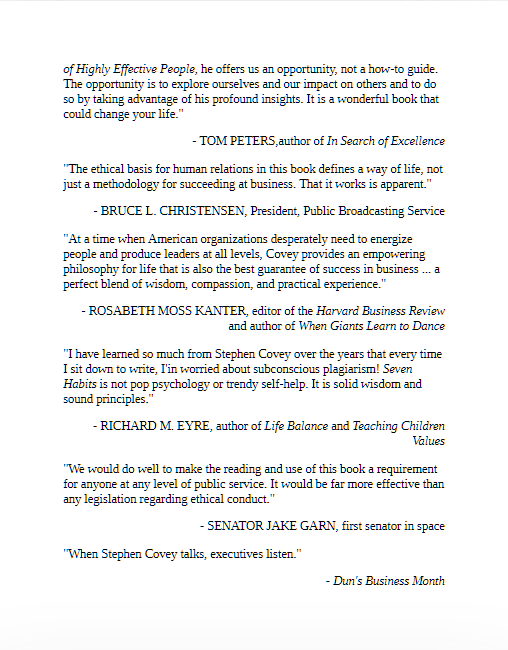 of Highly Effective People, he offers us an opportunity, not a how-to guide.
The opportunity is to explore ourselves and our impact on others and to do
so by taking advantage of his profound insights. It is a wonderful book that
could change your life."
- TOM PETERS,author of In Search of Excellence
"The ethical basis for human relations in this book defines a way of life, not
just a methodology for succeeding at business. That it works is apparent."
- BRUCE L. CHRISTENSEN, President, Public Broadcasting Service
"At a time when American organizations desperately need to energize
people and produce leaders at all levels, Covey provides an empowering
philosophy for life that is also the best guarantee of success in business ... a
perfect blend of wisdom, compassion, and practical experience."
- ROSABETH MOSS KANTER, editor of the Harvard Business Review
and author of When Giants Learn to Dance
"I have learned so much from Stephen Covey over the years that every time
I sit down to write, I'in worried about subconscious plagiarism! Seven
Habits is not pop psychology or trendy self-help. It is solid wisdom and
sound principles."
- RICHARD M. EYRE, author of Life Balance and Teaching Children
Values
"We would do well to make the reading and use of this book a requirement
for anyone at any level of public service. It would be far more effective than
any legislation regarding ethical conduct."
- SENATOR JAKE GARN, first senator in space
"When Stephen Covey talks, executives listen."
- Dun's Business Month